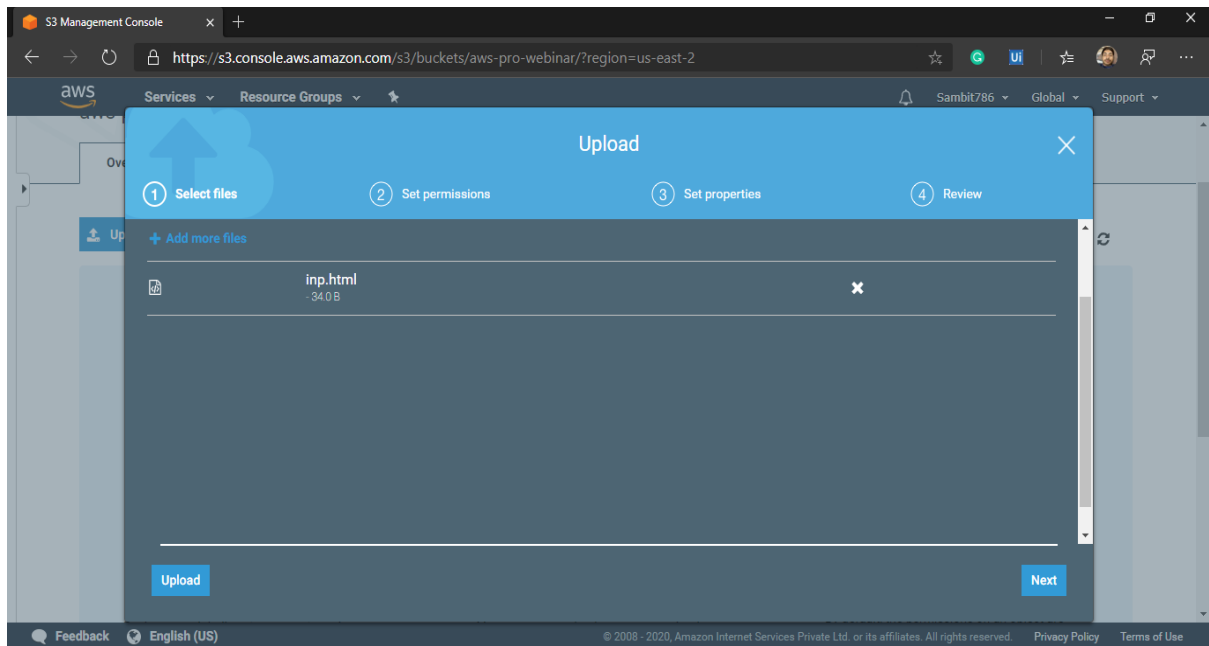 S3 Management Console
https://s3.console.aws.amazon.com/s3/buckets/aws-pro-webinar/?region=us-east-2
G
Ui
aws
Services
Resource Groups
Sambit786
Global
Support
Ove
Upload
1 Select files
2 Set permissions
3 Set properties
4 Review
Up
+ Add more files
inp.html
- 34.0 B
Upload
Next
Feedback
English (US)
© 2008 - 2020, Amazon Internet Services Private Ltd. or its affiliates. All rights reserved.
Privacy Policy
Terms of Use